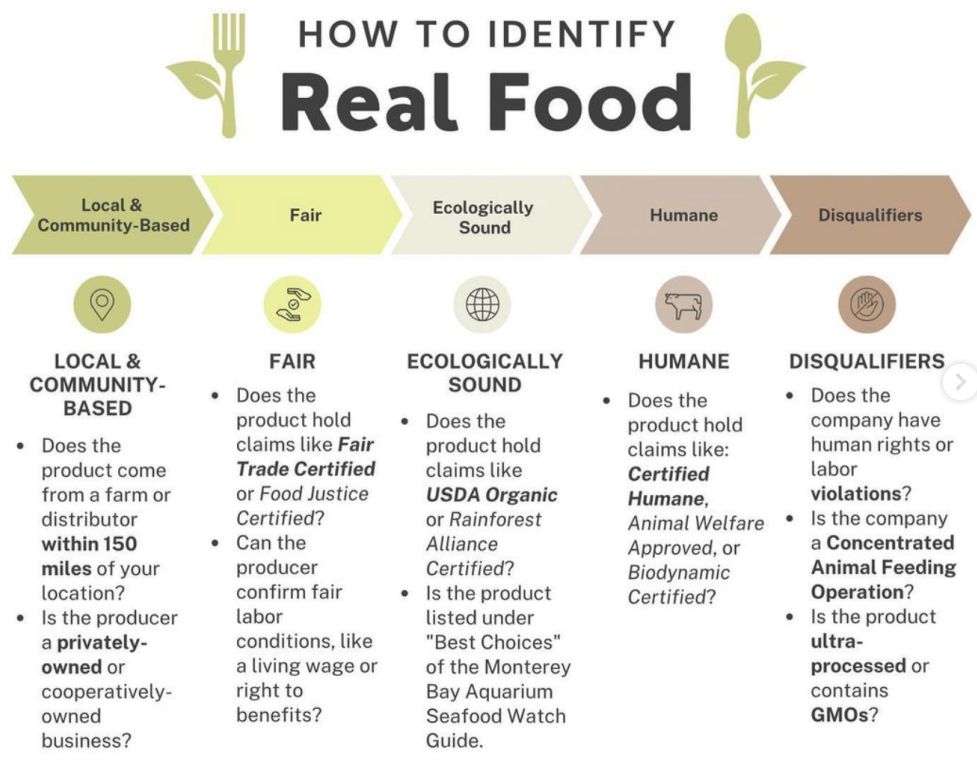 HOW TO IDENTIFY
Real Food
Local &
Community-Based
Fair
Ecologically
Sound
Humane
Disqualifiers
LOCAL &
COMMUNITY-
BASED
• Does the
product come
from a farm or
distributor
within 150
miles of your
location?
• Is the producer
a privately-
owned or
cooperatively-
owned
business?
FAIR
• Does the
product hold
claims like Fair
Trade Certified
or Food Justice
Certified?
• Can the
producer
confirm fair
labor
conditions, like
a living wage or
right to
benefits?
ECOLOGICALLY
SOUND
• Does the
product hold
claims like
USDA Organic
or Rainforest
Alliance
Certified?
• Is the product
listed under
"Best Choices"
of the Monterey
Bay Aquarium
Seafood Watch
Guide.
HUMANE
• Does the
product hold
claims like:
Certified
Humane,
Animal Welfare
Approved, or
Biodynamic
Certified?
DISQUALIFIERS
• Does the
company have
human rights or
labor
violations?
• Is the company
a Concentrated
Animal Feeding
Operation?
• Is the product
ultra-
processed or
contains
GMOs?